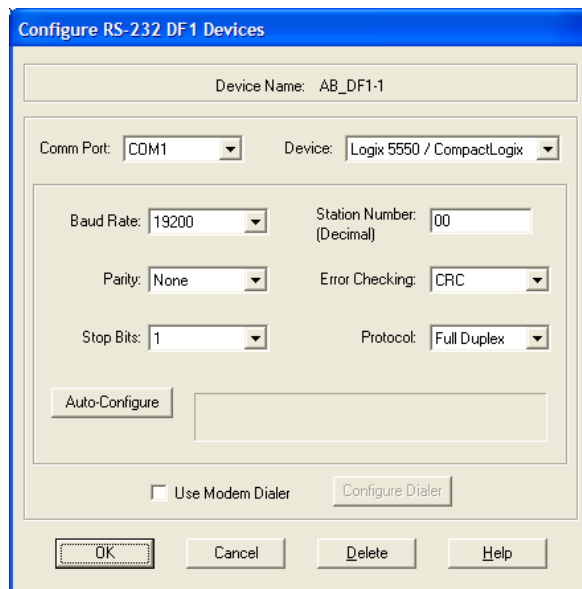 Configure RS-232 DF1 Devices
Device Name: AB_DF1-1
Comm Port: COM1 Device: Logix 5550 / CompactLogix
Baud Rate: 19200 Station Number: 00
(Decimal)
Parity: None Error Checking: CRC
Stop Bits: 1 Protocol: Full Duplex
Auto-Configure
Use Modem Dialer Configure Dialer
OK Cancel Delete Help